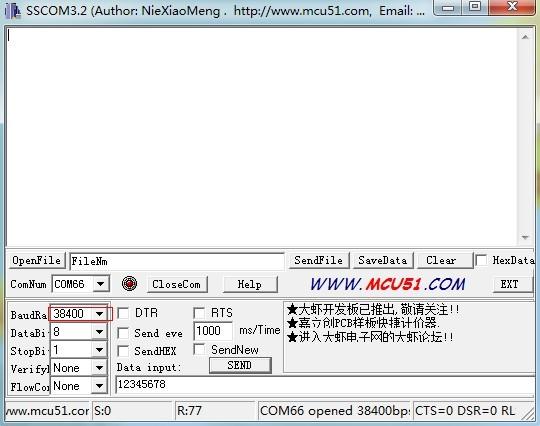 SSCOM3.2 (Author: NieXiaoMeng . http://www.mcu51.com, Email: ...
OpenFile FileNm SendFile SaveData Clear HexData
ComNum COM66 CloseCom Help WWW.MCU51.COM EXT
BaudRa 38400 DTR RTS
DataBi 8 Send eve 1000 ms/Time
StopBi 1 SendHEX SendNew
Verify None Data input: SEND
FlowCon None 12345678
★大虾开发板已推出,敬请关注!!
★嘉立创PCB样板快捷计价器.
★进入大虾电子网的大虾论坛!!
www.mcu51.cor S:0 R:77 COM66 opened 38400bps CTS=0 DSR=0 RL